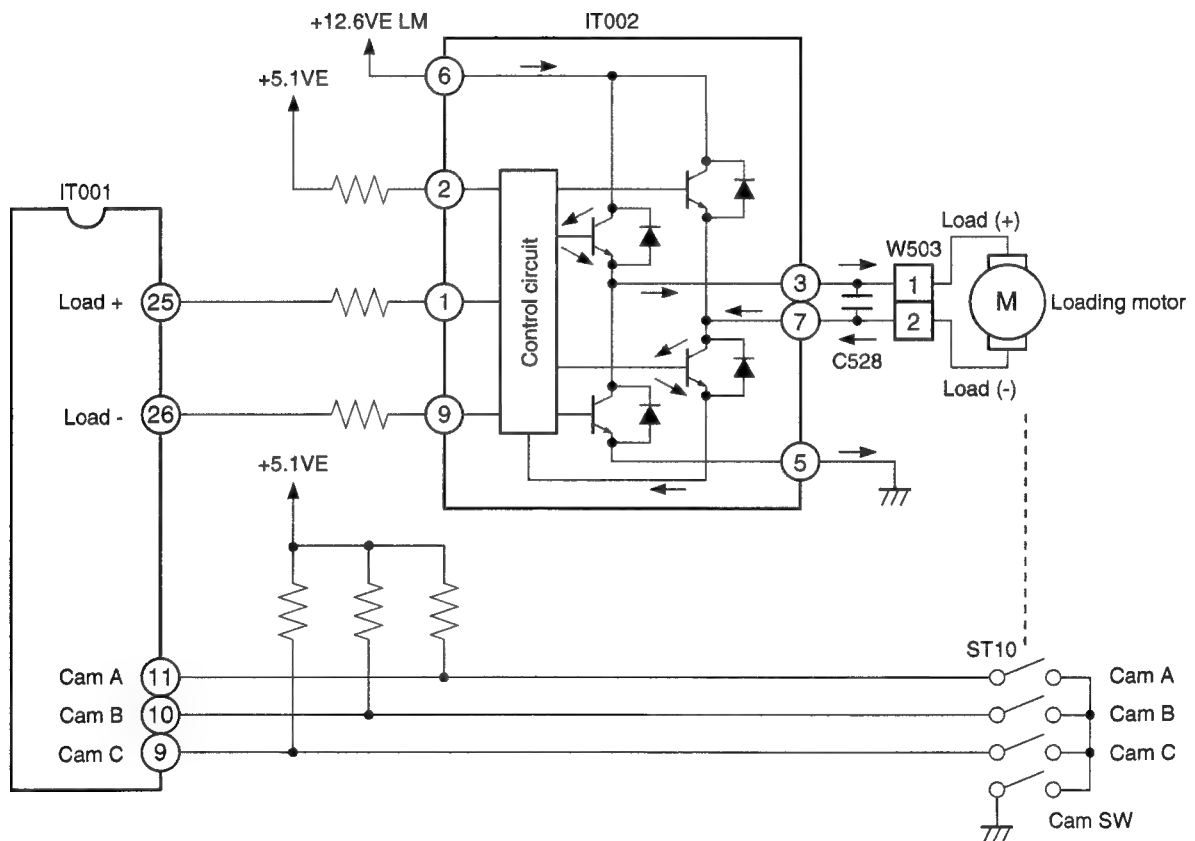 +12.6VE LM
IT002
+5.1VE
6
IT001
2
Load (+)
W503
Control circuit
3
1
M
Loading motor
Load +
25
1
7
2
C528
Load (-)
Load -
26
9
5
+5.1VE
ST10
Cam A
11
Cam A
Cam B
10
Cam B
Cam C
9
Cam C
Cam SW